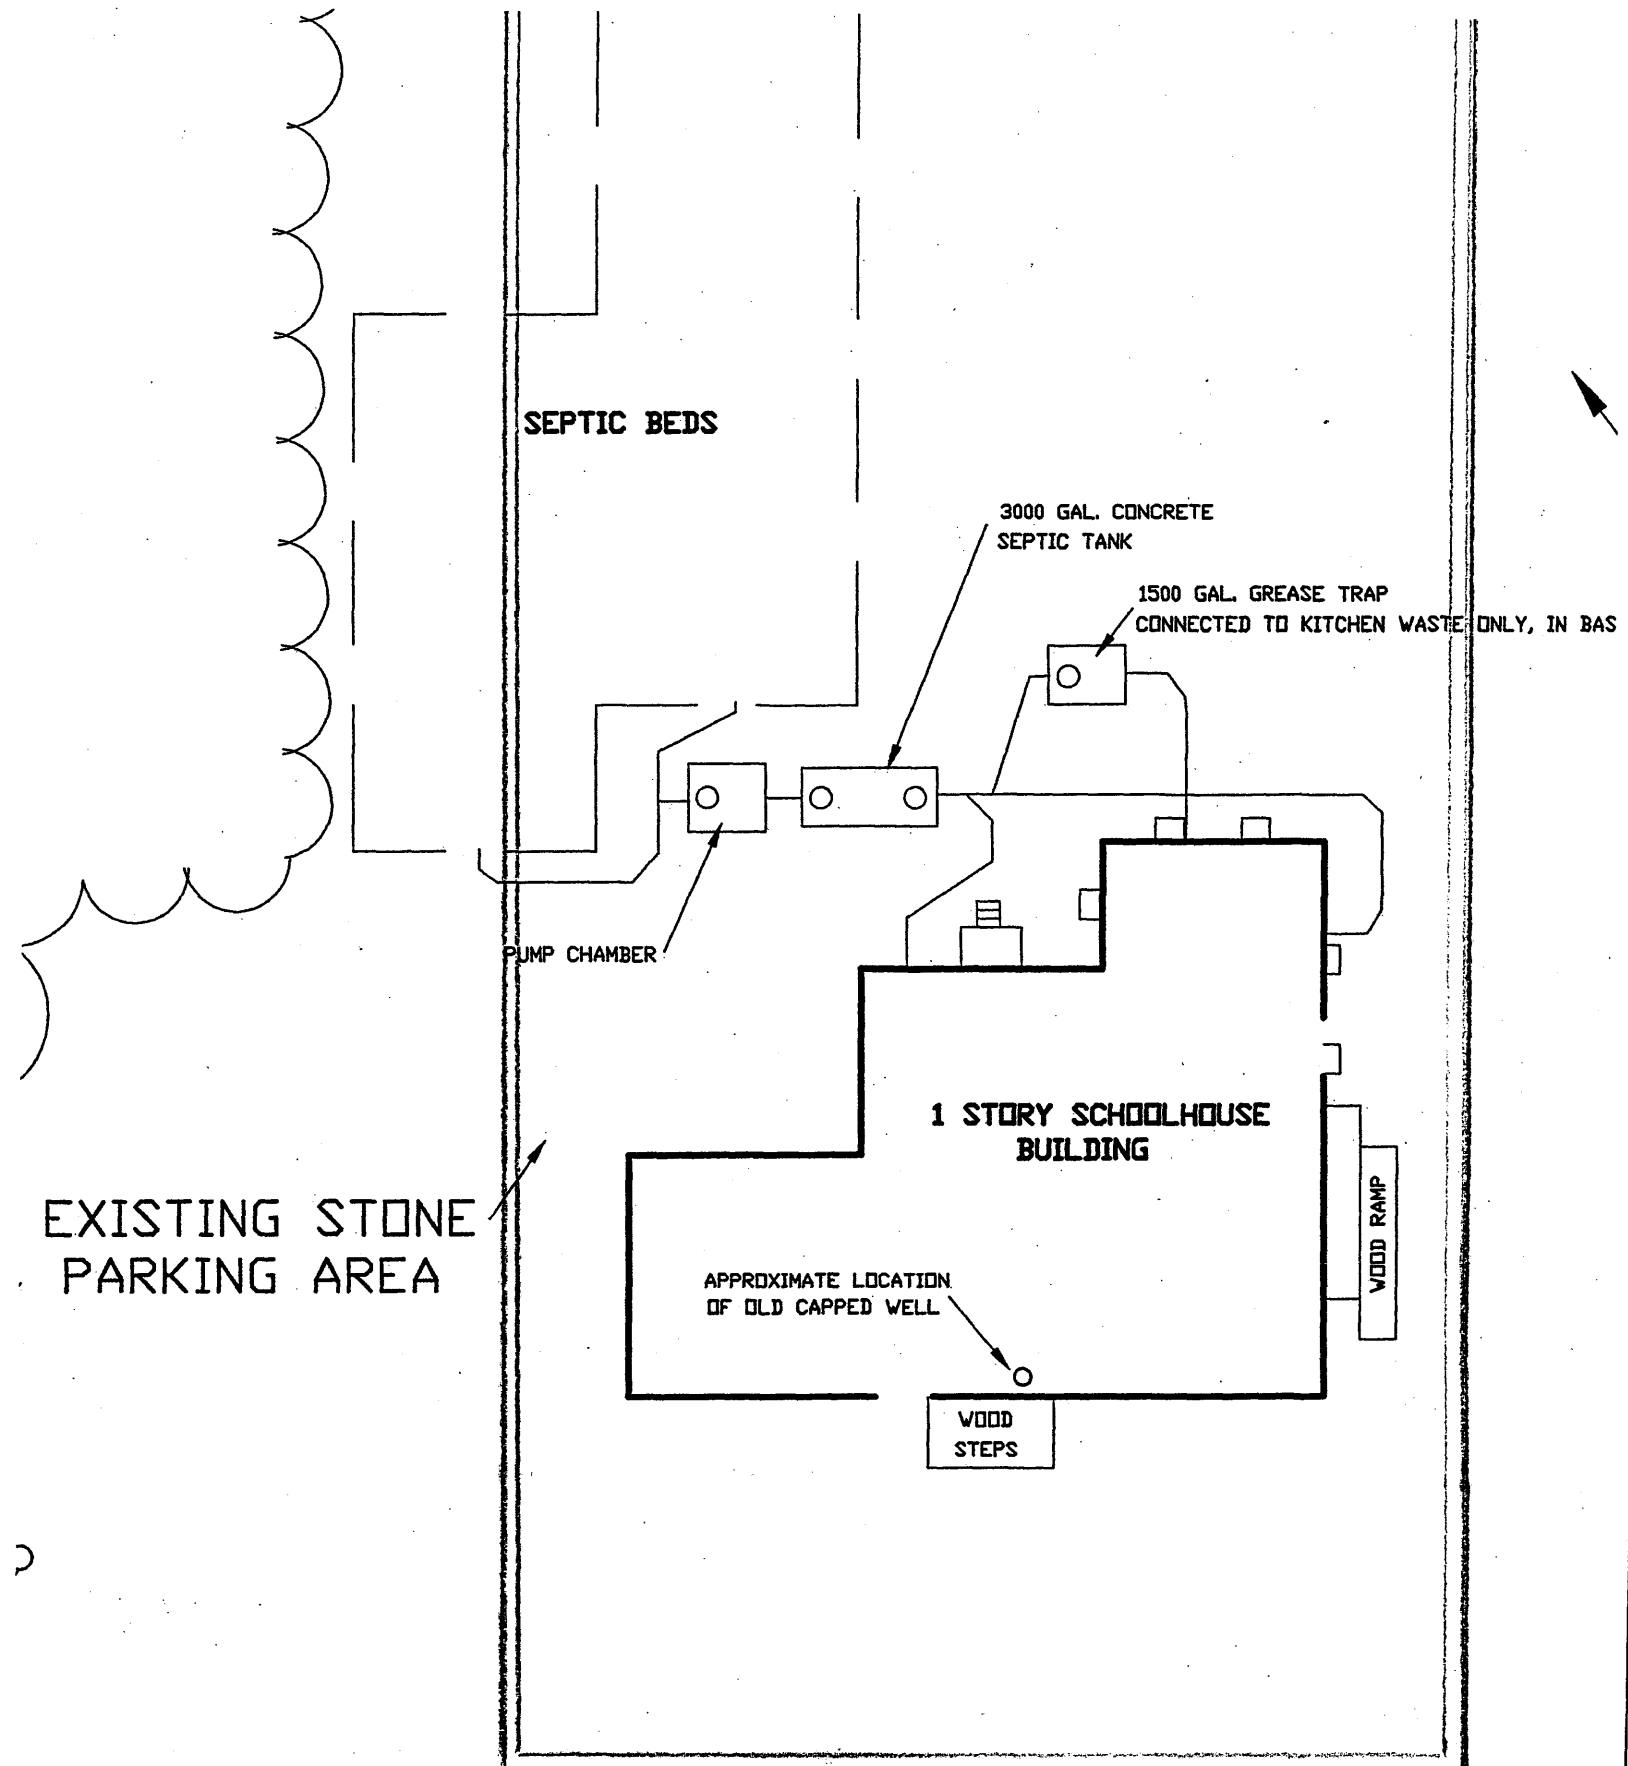 SEPTIC BEDS
3000 GAL. CONCRETE
SEPTIC TANK
1500 GAL. GREASE TRAP
CONNECTED TO KITCHEN WASTE ONLY, IN BAS
PUMP CHAMBER
1 STORY SCHOOLHOUSE
BUILDING
EXISTING STONE
PARKING AREA
WOOD RAMP
APPROXIMATE LOCATION
OF OLD CAPPED WELL
WOOD
STEPS